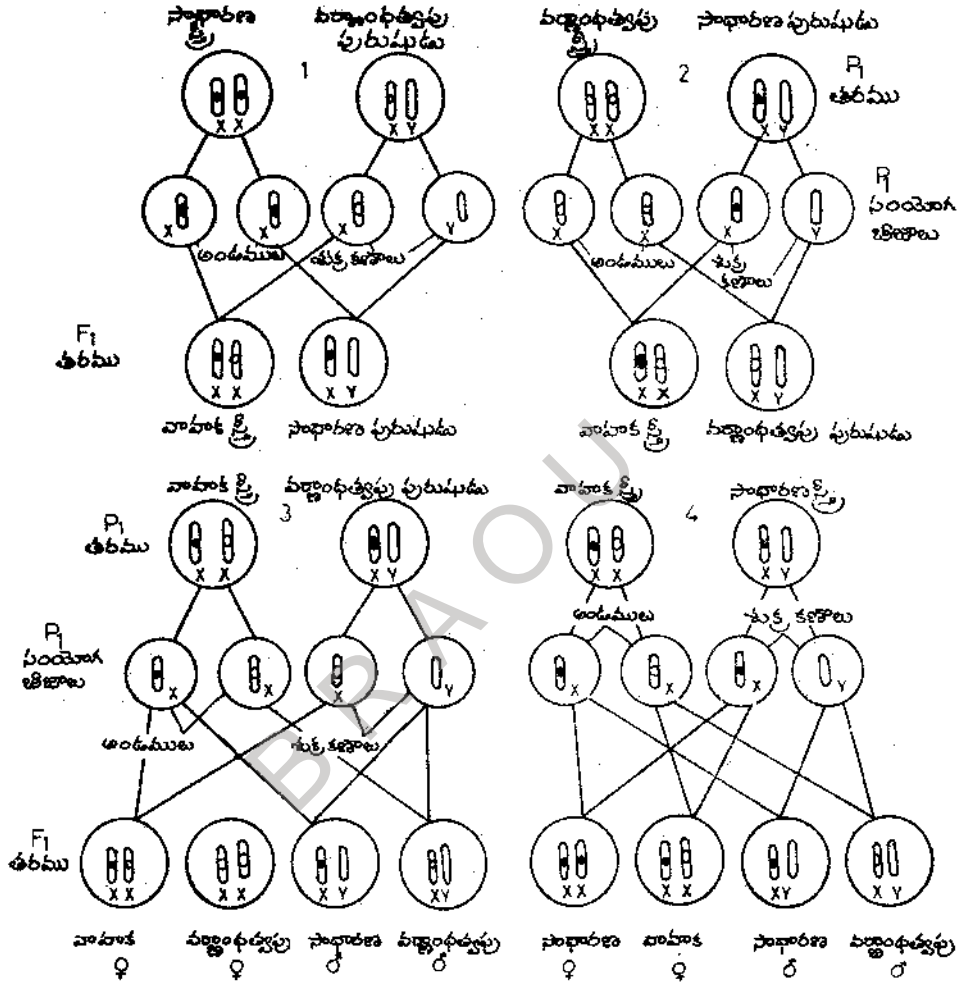 సాధారణ స్త్రీ
వర్ణాంధత్వపు పురుషుడు
1
X X
X Y
X
X
X
Y
అండములు
శుక్ర కణాలు
F1
తరము
X X
X Y
వాహక స్త్రీ
సాధారణ పురుషుడు
వర్ణాంధత్వపు స్త్రీ
సాధారణ పురుషుడు
2
P1
తరము
X X
X Y
P1
సంయోగ
బీజాలు
X
X
X
Y
అండములు
శుక్ర
కణాలు
X X
X Y
వాహక స్త్రీ
వర్ణాంధత్వపు పురుషుడు
వాహక స్త్రీ
వర్ణాంధత్వపు పురుషుడు
3
P1
తరము
X X
X Y
P1
సంయోగ
బీజాలు
X
X
X
Y
అండములు
శుక్ర కణాలు
F1
తరము
X X
X X
X Y
X Y
వాహక
వర్ణాంధత్వపు
సాధారణ
వర్ణాంధత్వపు
♀
♀
♂
♂
వాహక స్త్రీ
సాధారణ స్త్రీ
4
X X
X Y
అండములు
శుక్ర కణాలు
X
X
X
Y
X X
X X
X Y
X Y
సాధారణ
వాహక
సాధారణ
వర్ణాంధత్వపు
♀
♀
♂
♂
BRAOU